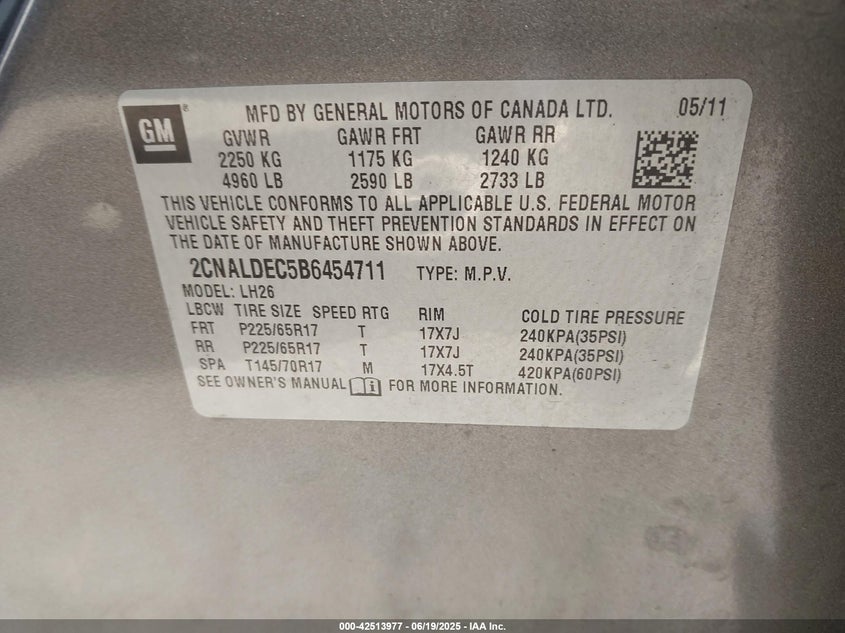 GM®
MFD BY GENERAL MOTORS OF CANADA LTD. 05/11
GVWR GAWR FRT GAWR RR
2250 KG 1175 KG 1240 KG
4960 LB 2590 LB 2733 LB
THIS VEHICLE CONFORMS TO ALL APPLICABLE U.S. FEDERAL MOTOR
VEHICLE SAFETY AND THEFT PREVENTION STANDARDS IN EFFECT ON
THE DATE OF MANUFACTURE SHOWN ABOVE.
2CNALDEC5B6454711 TYPE: M.P.V.
MODEL: LH26
LBCW TIRE SIZE SPEED RTG RIM COLD TIRE PRESSURE
FRT P225/65R17 T 17X7J 240KPA(35PSI)
RR P225/65R17 T 17X7J 240KPA(35PSI)
SPA T145/70R17 M 17X4.5T 420KPA(60PSI)
SEE OWNER'S MANUAL FOR MORE INFORMATION.
000-42513977 - 06/19/2025 - IAA Inc.